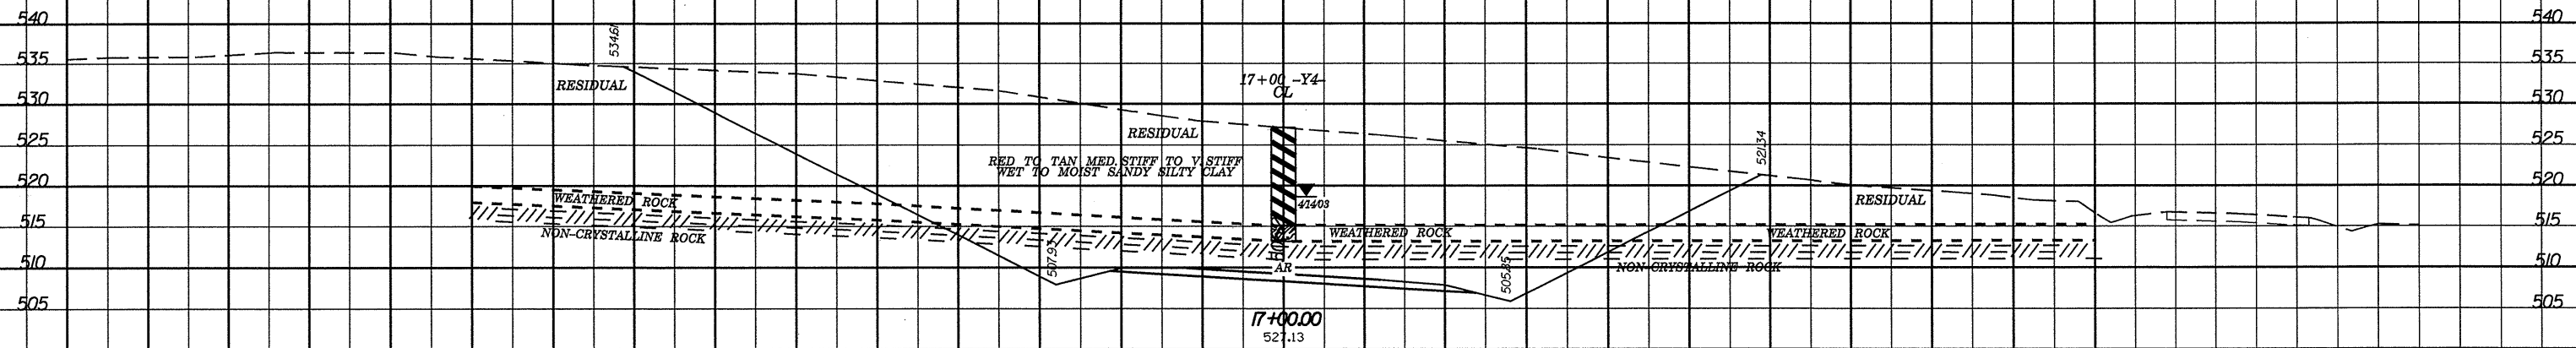 540
540
534.61
535
535
17+00 -Y4-
CL
RESIDUAL
530
530
RESIDUAL
525
525
521.34
RED TO TAN MED. STIFF TO V. STIFF
WET TO MOIST SANDY SILTY CLAY
520
520
WEATHERED ROCK
4/14/03
RESIDUAL
515
515
NON-CRYSTALLINE ROCK
WEATHERED ROCK
WEATHERED ROCK
507.93
510
510
AR
505.85
NON-CRYSTALLINE ROCK
505
505
17+00.00
527.13